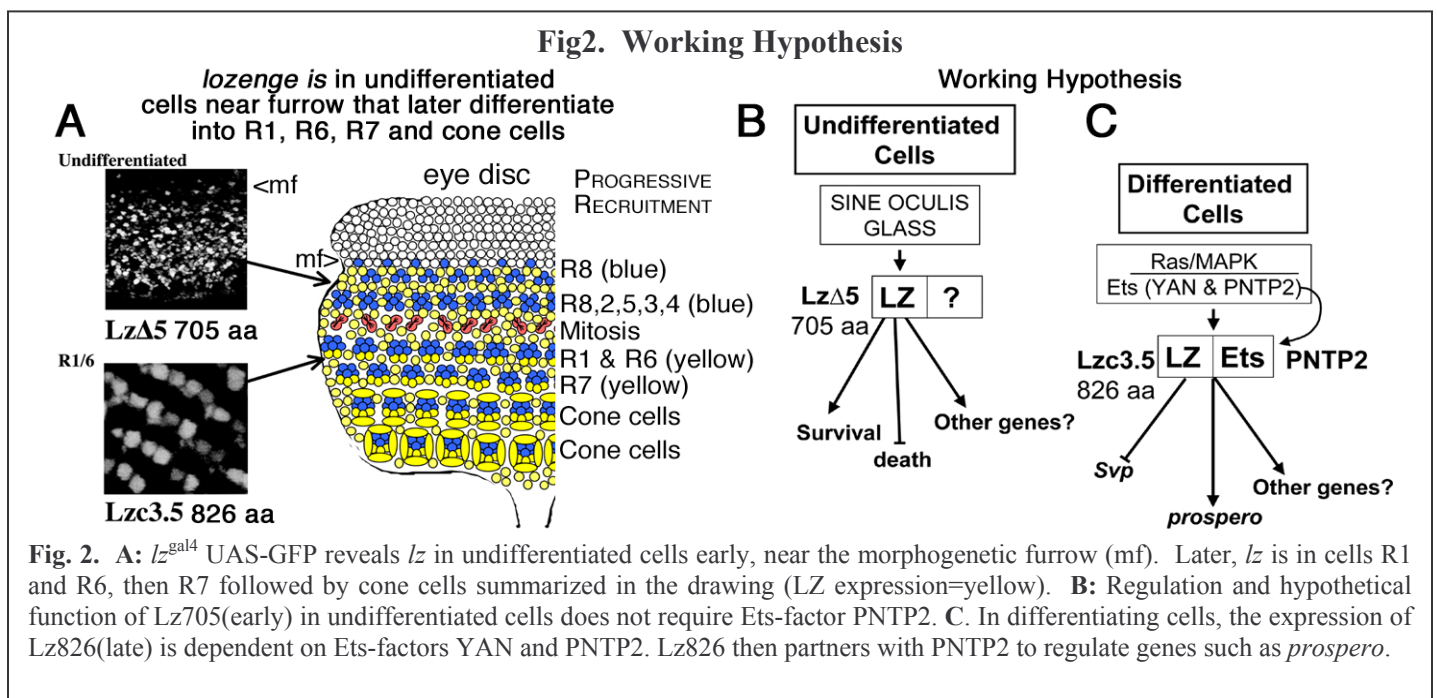 Fig2. Working Hypothesis
lozenge is in undifferentiated
cells near furrow that later differentiate
into R1, R6, R7 and cone cells
A
Undifferentiated
<mf
LzΔ5 705 aa
R1/6
Lzc3.5 826 aa
eye disc
mf>
PROGRESSIVE
RECRUITMENT
R8 (blue)
R8,2,5,3,4 (blue)
Mitosis
R1 & R6 (yellow)
R7 (yellow)
Cone cells
Cone cells
Working Hypothesis
B
Undifferentiated
Cells
SINE OCULIS
GLASS
LzΔ5
705 aa
LZ ?
Survival
death
Other genes?
C
Differentiated
Cells
Ras/MAPK
Ets (YAN & PNTP2)
Lzc3.5
826 aa
LZ Ets
PNTP2
Svp
prospero
Other genes?
Fig. 2. A: lzgal4 UAS-GFP reveals lz in undifferentiated cells early, near the morphogenetic furrow (mf). Later, lz is in cells R1
and R6, then R7 followed by cone cells summarized in the drawing (LZ expression=yellow). B: Regulation and hypothetical
function of Lz705(early) in undifferentiated cells does not require Ets-factor PNTP2. C. In differentiating cells, the expression of
Lz826(late) is dependent on Ets-factors YAN and PNTP2. Lz826 then partners with PNTP2 to regulate genes such as prospero.